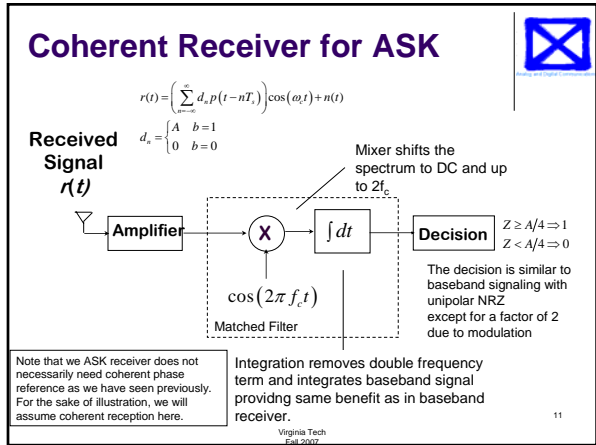 Coherent Receiver for ASK
Analog and Digital Communication
r(t) = ( ∑_{n=-∞}^{∞} d_n p(t − nT_s) ) cos(ω_c t) + n(t)
d_n = { A b = 1
0 b = 0
Received
Signal
r(t)
Mixer shifts the
spectrum to DC and up
to 2f_c
Amplifier
X
∫ dt
Decision
Z ≥ A/4 ⇒ 1
Z < A/4 ⇒ 0
cos(2π f_c t)
Matched Filter
The decision is similar to
baseband signaling with
unipolar NRZ
except for a factor of 2
due to modulation
Note that we ASK receiver does not
necessarily need coherent phase
reference as we have seen previously.
For the sake of illustration, we will
assume coherent reception here.
Integration removes double frequency
term and integrates baseband signal
providng same benefit as in baseband
receiver.
11
Virginia Tech
Fall 2007